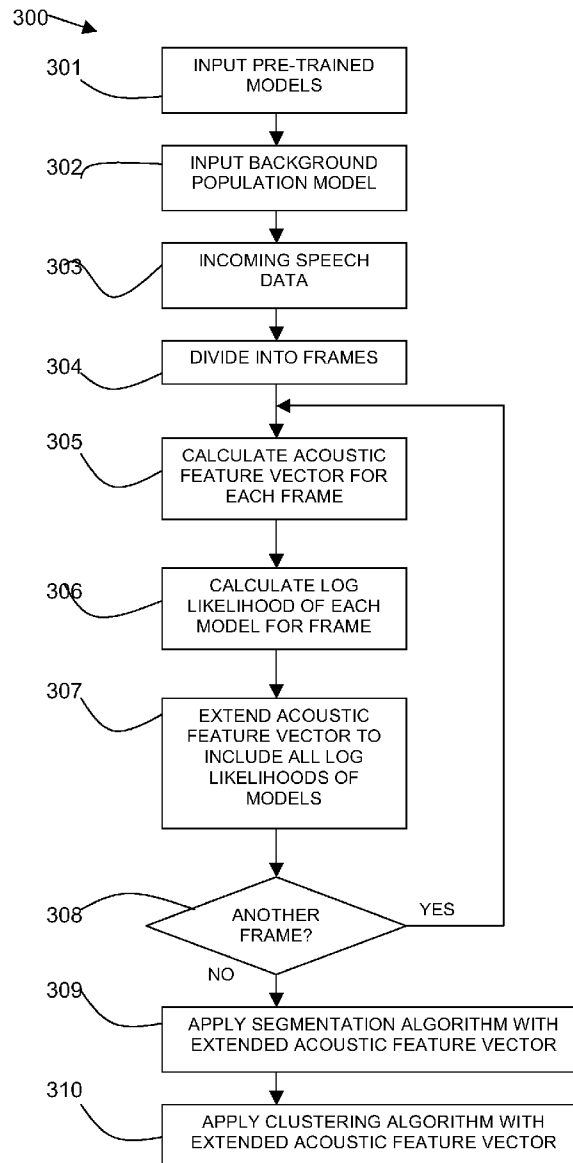 300
301
INPUT PRE-TRAINED
MODELS
302
INPUT BACKGROUND
POPULATION MODEL
303
INCOMING SPEECH
DATA
304
DIVIDE INTO FRAMES
305
CALCULATE ACOUSTIC
FEATURE VECTOR FOR
EACH FRAME
306
CALCULATE LOG
LIKELIHOOD OF EACH
MODEL FOR FRAME
307
EXTEND ACOUSTIC
FEATURE VECTOR TO
INCLUDE ALL LOG
LIKELIHOODS OF
MODELS
308
ANOTHER
FRAME?
YES
NO
309
APPLY SEGMENTATION ALGORITHM WITH
EXTENDED ACOUSTIC FEATURE VECTOR
310
APPLY CLUSTERING ALGORITHM WITH
EXTENDED ACOUSTIC FEATURE VECTOR